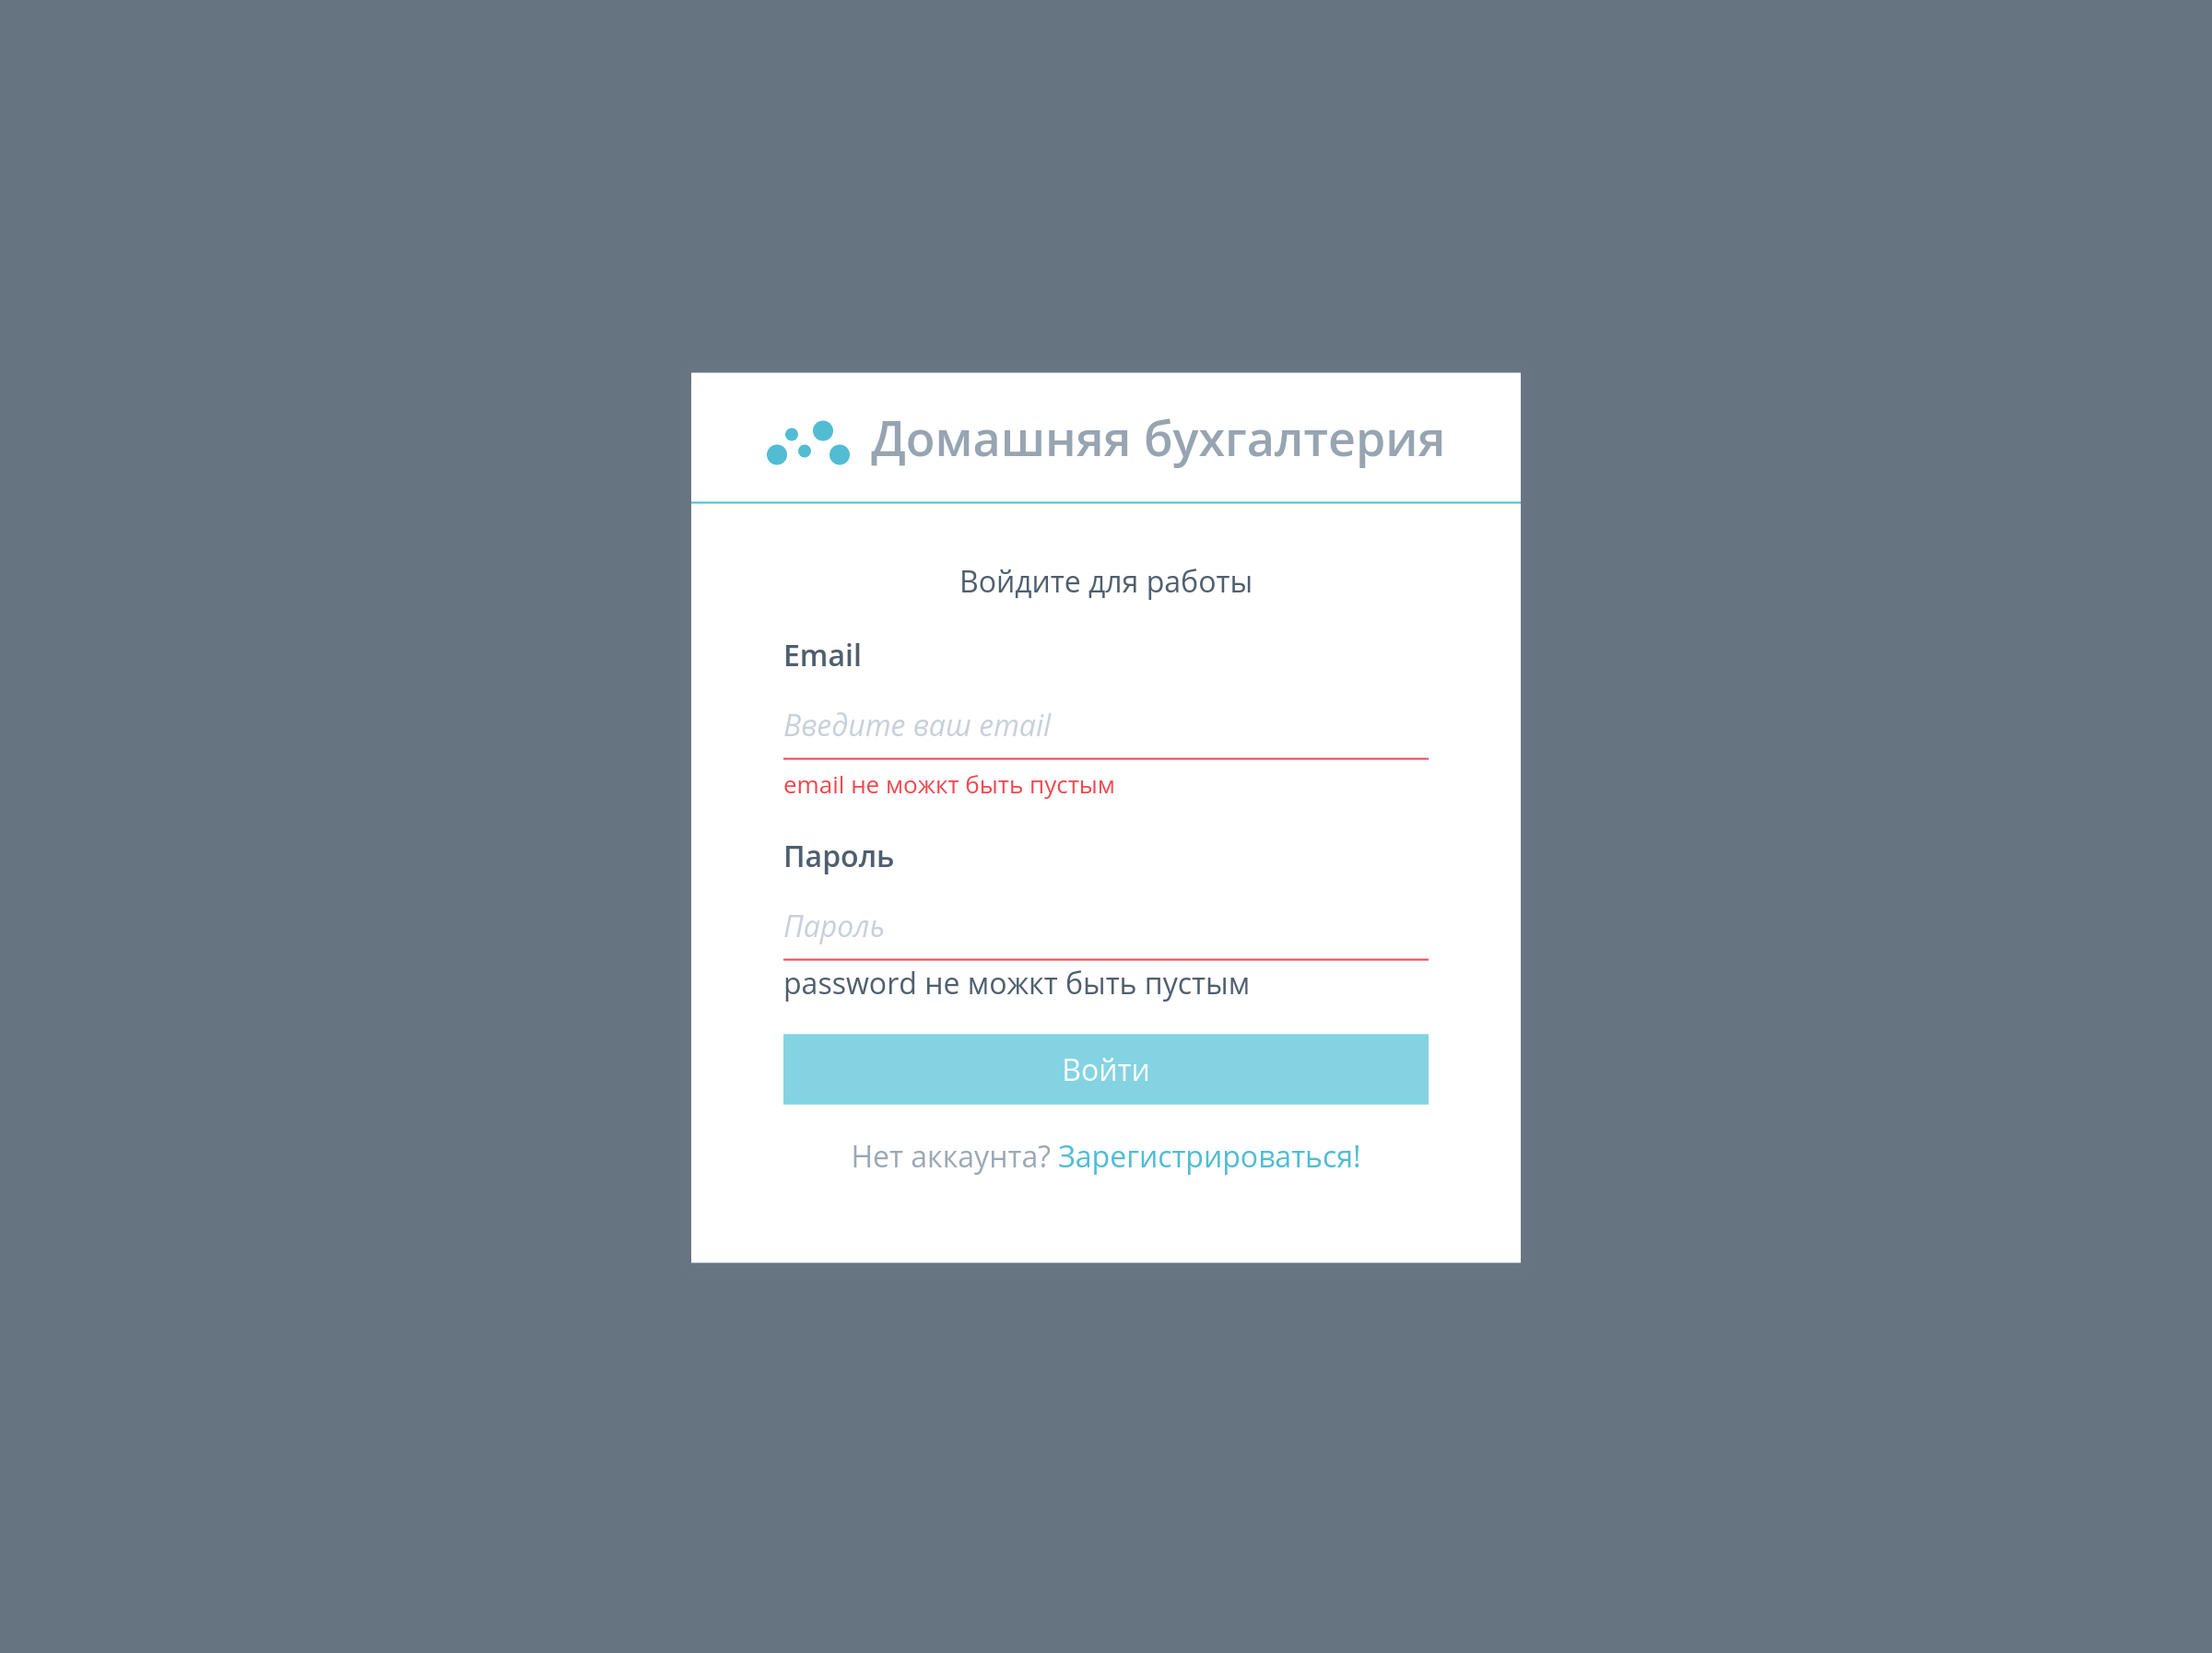 Домашняя бухгалтерия
Войдите для работы
Email
Введите ваш email
email не можкт быть пустым
Пароль
Пароль
password не можкт быть пустым
Войти
Нет аккаунта? Зарегистрироваться!